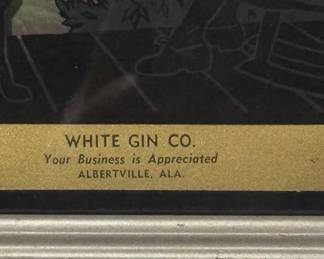 WHITE GIN CO.
Your Business is Appreciated
ALBERTVILLE, ALA.